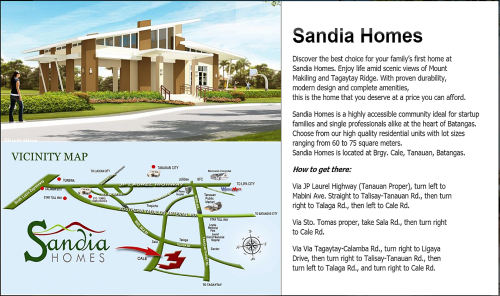 Sandia Homes
Discover the best choice for your family's first home at
Sandia Homes. Enjoy life amid scenic views of Mount
Makiling and Tagaytay Ridge. With proven durability,
modern design and complete amenities,
this is the home that you deserve at a price you can afford.
Sandia Homes is a highly accessible community ideal for startup
families and single professionals alike at the heart of Batangas.
Choose from our high quality residential units with lot sizes
ranging from 60 to 75 square meters.
Sandia Homes is located at Brgy. Cale, Tanauan, Batangas.
How to get there:
Via JP Laurel Highway (Tanauan Proper), turn left to
Mabini Ave. Straight to Talisay-Tanauan Rd., then turn
right to Talaga Rd., then left to Cale Rd.
Via Sto. Tomas proper, take Sala Rd., then turn right
to Cale Rd.
Via Via Tagaytay-Calamba Rd., turn right to Ligaya
Drive, then turn right to Talisay-Tanauan Rd., then
turn left to Talaga Rd., and turn right to Cale Rd.
VICINITY MAP
TANAUAN CITY
TO LIPA CITY
TO BATANGAS CITY
Sandia
HOMES
CALE
TO TAGAYTAY